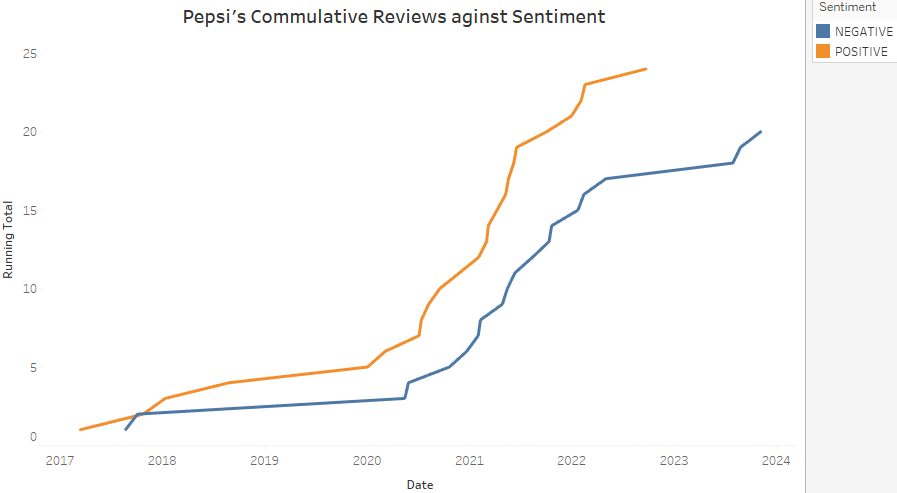 Pepsi's Commulative Reviews aginst Sentiment
Sentiment
NEGATIVE
POSITIVE
25
20
15
10
5
0
Running Total
2017 2018 2019 2020 2021 2022 2023 2024
Date